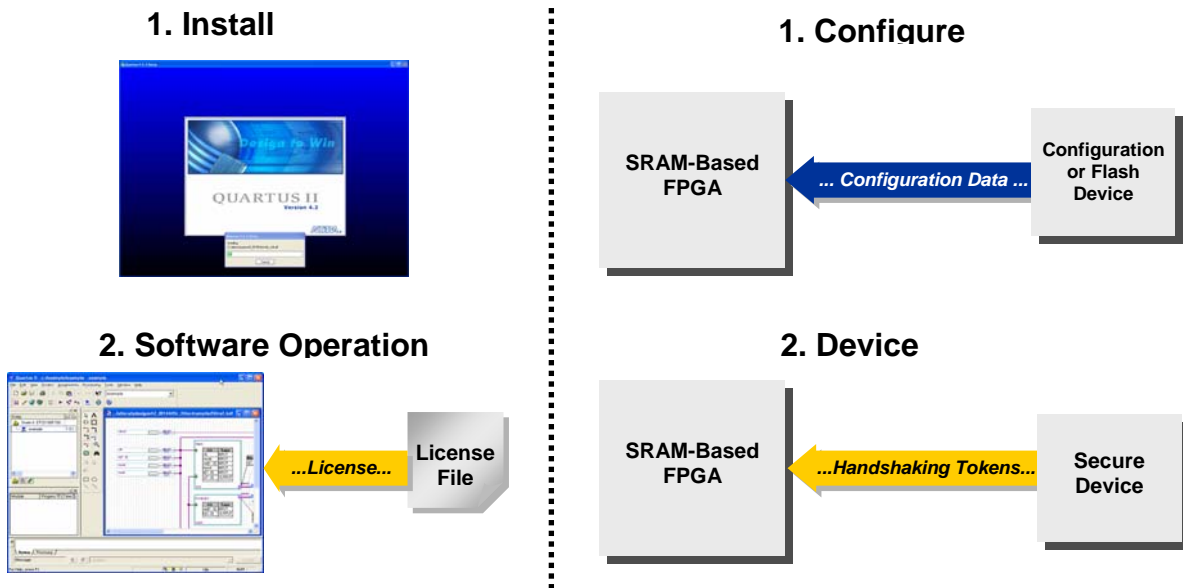 1. Install
Design to Win
QUARTUS II
Version 4.2
2. Software Operation
...License...
License
File
1. Configure
SRAM-Based
FPGA
... Configuration Data ...
Configuration
or Flash
Device
2. Device
SRAM-Based
FPGA
...Handshaking Tokens...
Secure
Device